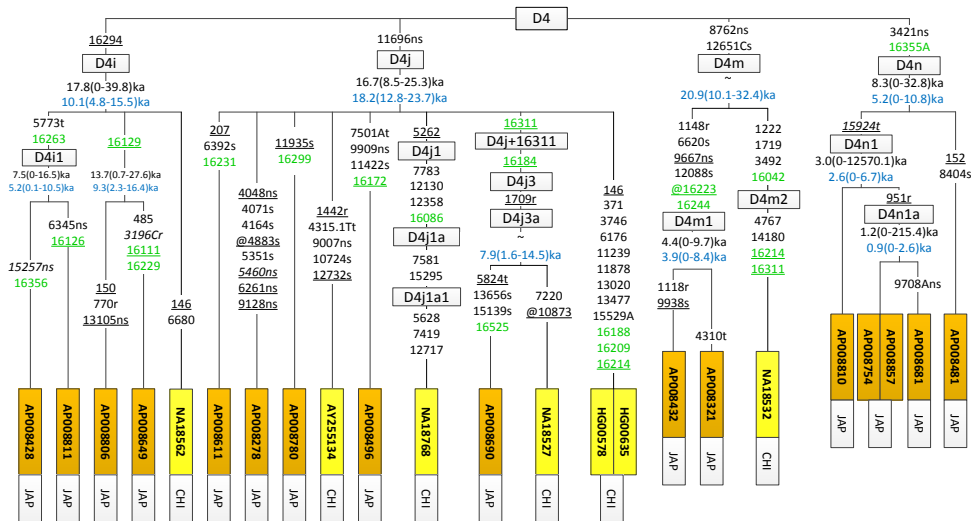 D4
16294
D4i
17.8(0-39.8)ka
10.1(4.8-15.5)ka
5773t
16263
D4i1
7.5(0-16.5)ka
5.2(0.1-10.5)ka
15257ns
16356
6345ns
16126
16129
13.7(0.7-27.6)ka
9.3(2.3-16.4)ka
150
770r
13105ns
485
3196Cr
16111
16229
146
6680
11696ns
D4j
16.7(8.5-25.3)ka
18.2(12.8-23.7)ka
207
6392s
16231
4048ns
4071s
4164s
@4883s
5351s
5460ns
6261ns
9128ns
11935s
16299
1442r
4315.1Tt
9007ns
10724s
12732s
7501At
9909ns
11422s
16172
5262
D4j1
7783
12130
12358
16086
D4j1a
7581
15295
D4j1a1
5628
7419
12717
16311
D4j+16311
16184
D4j3
1709r
D4j3a
~
7.9(1.6-14.5)ka
5824t
13656s
15139s
16525
7220
@10873
146
371
3746
6176
11239
11878
13020
13477
15529A
16188
16209
16214
8762ns
12651Cs
D4m
~
20.9(10.1-32.4)ka
1148r
6620s
9667ns
12088s
@16223
16244
D4m1
4.4(0-9.7)ka
3.9(0-8.4)ka
1118r
9938s
4310t
1222
1719
3492
16042
D4m2
4767
14180
16214
16311
3421ns
16355A
D4n
8.3(0-32.8)ka
5.2(0-10.8)ka
15924t
D4n1
3.0(0-12570.1)ka
2.6(0-6.7)ka
951r
D4n1a
1.2(0-215.4)ka
0.9(0-2.6)ka
9708Ans
152
8404s
AP008428
AP008811
AP008806
AP008649
NA18562
AP008611
AP008278
AP008780
AY255134
AP008496
NA18768
AP008690
NA18527
HG00578
HG00635
AP008432
AP008321
NA18532
AP008810
AP008754
AP008857
AP008681
AP008481
JAP
JAP
JAP
JAP
CHI
JAP
JAP
JAP
CHI
JAP
CHI
JAP
CHI
CHI
CHI
JAP
JAP
CHI
JAP
JAP
JAP
JAP
JAP